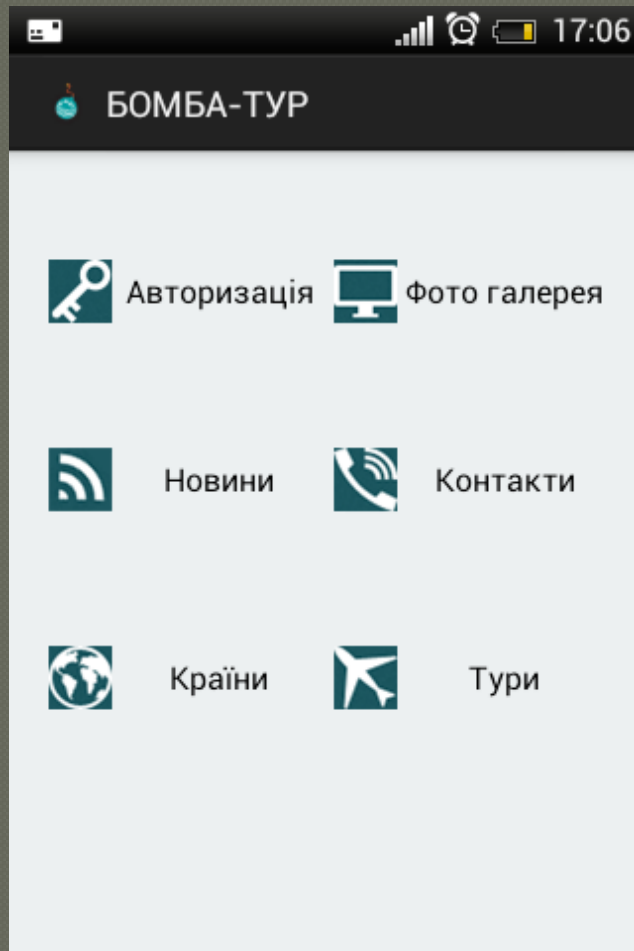 17:06
БОМБА-ТУР
Авторизація Фото галерея
Новини Контакти
Країни Тури